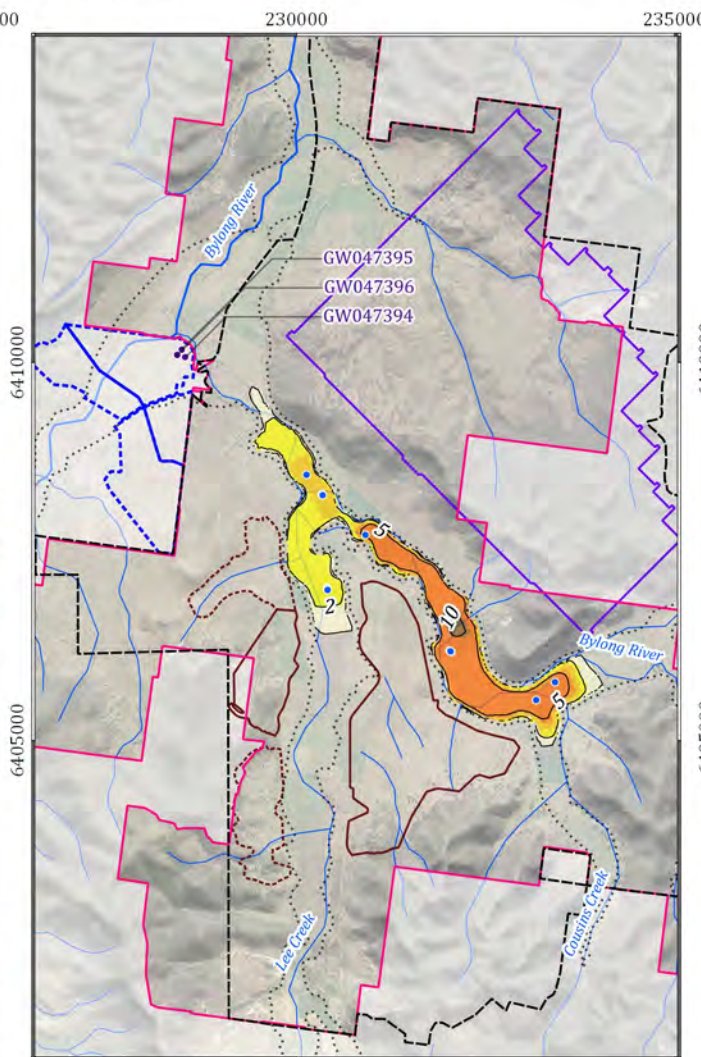 230000
235000
Bylong River
GW047395
GW047396
GW047394
6410000
5
2
10
Bylong River
5
6405000
Lee Creek
Cousins Creek